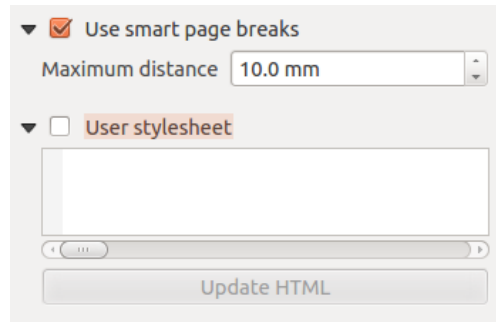 Use smart page breaks
Maximum distance 10.0 mm
User stylesheet
Update HTML